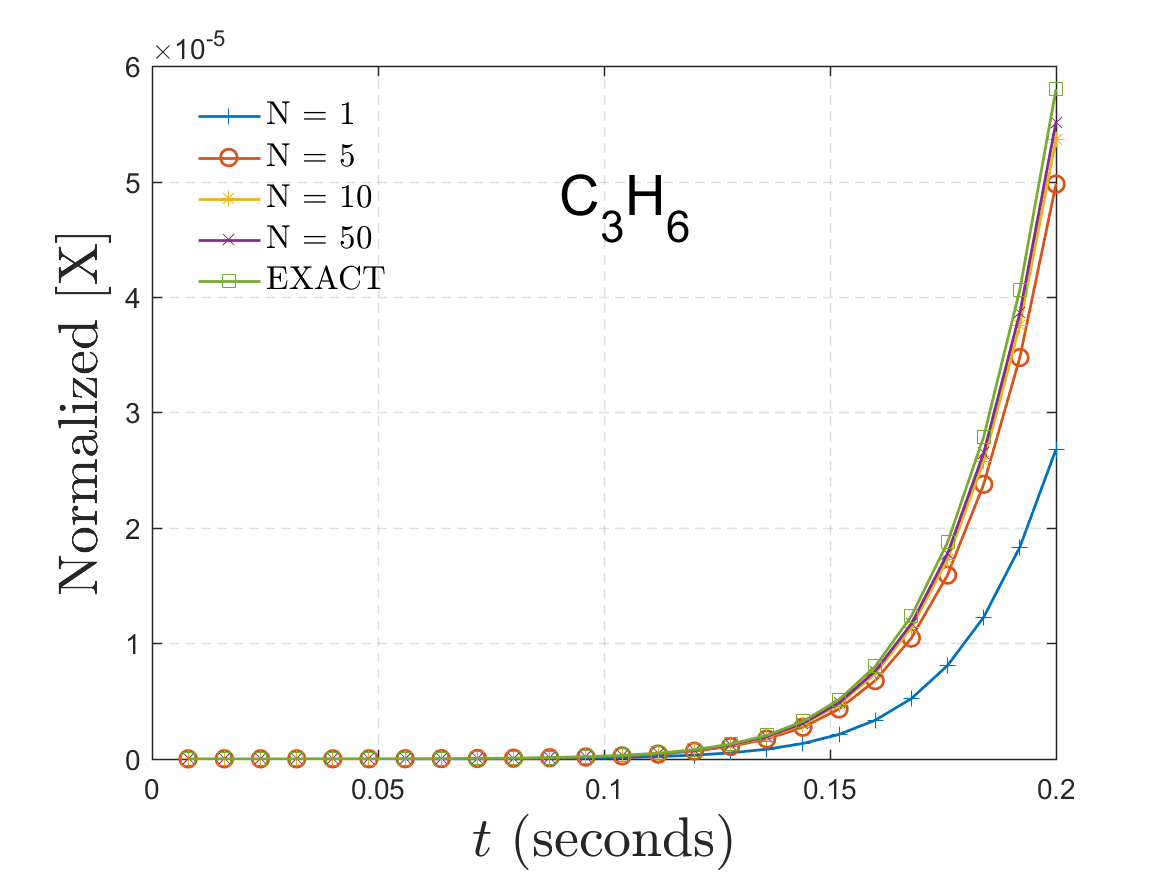 ×10-5
6
5
4
3
2
1
0
N = 1
N = 5
N = 10
N = 50
EXACT
C3H6
Normalized [X]
0 0.05 0.1 0.15 0.2
t (seconds)